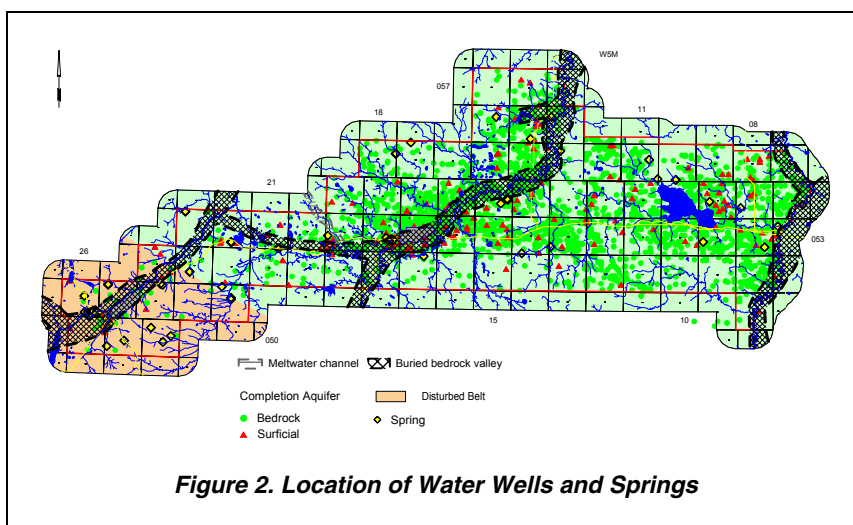 W5M
057
11
18
08
21
053
26
15
10
050
Meltwater channel
Buried bedrock valley
Completion Aquifer
Disturbed Belt
Bedrock
Spring
Surficial
Figure 2. Location of Water Wells and Springs